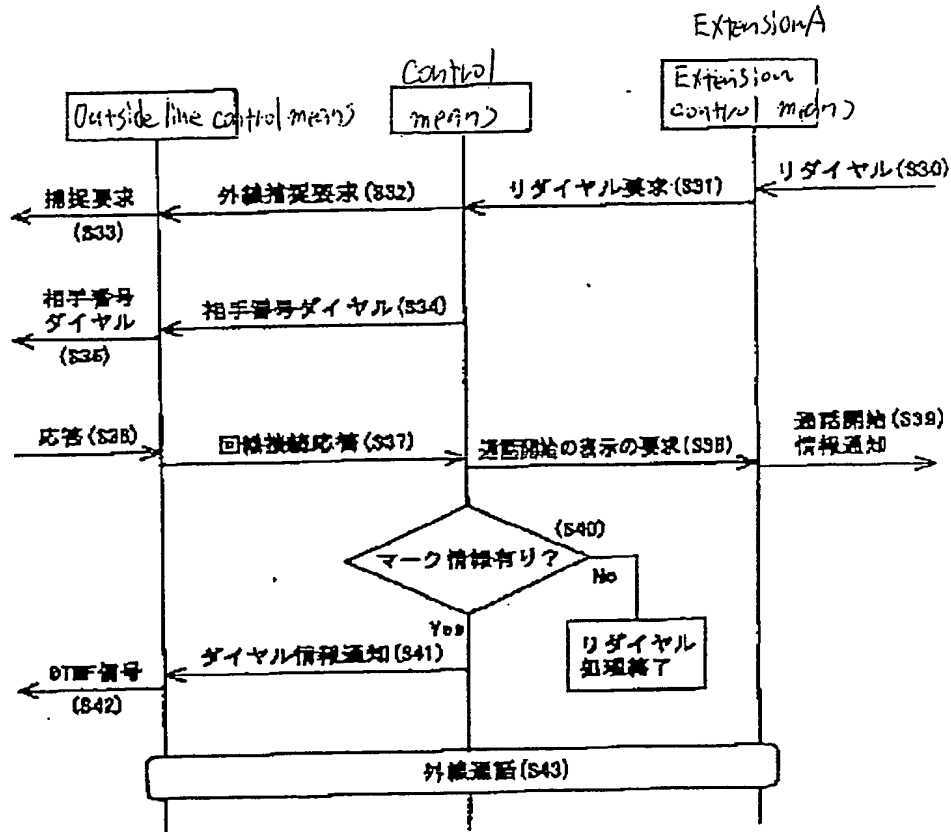 ExtensionA
Control
means
Extension
control means
Outside line control means
リダイヤル(S30)
リダイヤル要求(S31)
外線捕捉要求(S32)
捕捉要求
(S33)
相手番号ダイヤル(S34)
相手番号
ダイヤル
(S35)
応答(S36)
回線接続応答(S37)
通話開始の表示の要求(S38)
通話開始(S39)
情報通知
(S40)
マーク情報有り?
No
Yes
リダイヤル
処理終了
ダイヤル情報通知(S41)
DTMF信号
(S42)
外線通話(S43)